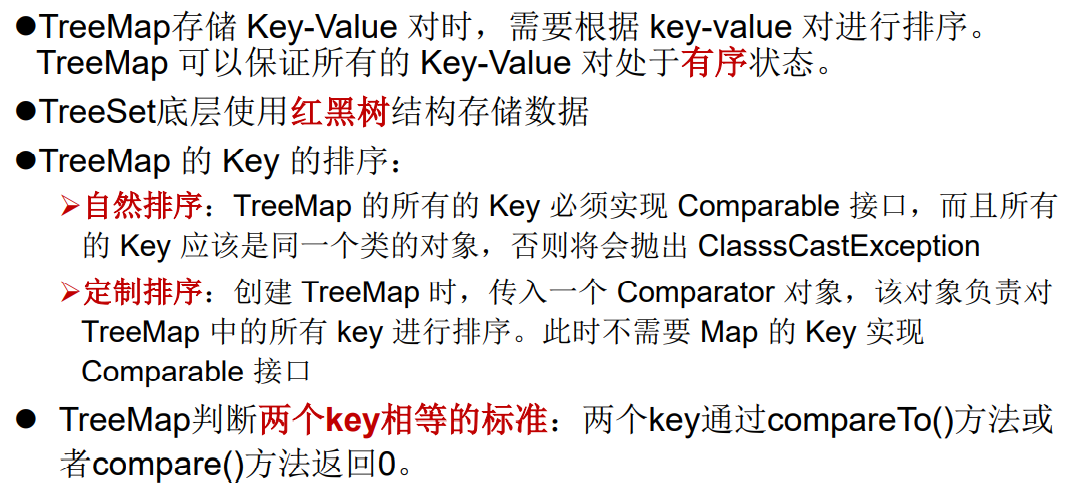 ●TreeMap存储 Key-Value 对时，需要根据 key-value 对进行排序。
TreeMap 可以保证所有的 Key-Value 对处于有序状态。
●TreeSet底层使用红黑树结构存储数据
●TreeMap 的 Key 的排序：
➢自然排序：TreeMap 的所有的 Key 必须实现 Comparable 接口，而且所有
的 Key 应该是同一个类的对象，否则将会抛出 ClasssCastException
➢定制排序：创建 TreeMap 时，传入一个 Comparator 对象，该对象负责对
TreeMap 中的所有 key 进行排序。此时不需要 Map 的 Key 实现
Comparable 接口
● TreeMap判断两个key相等的标准：两个key通过compareTo()方法或
者compare()方法返回0。